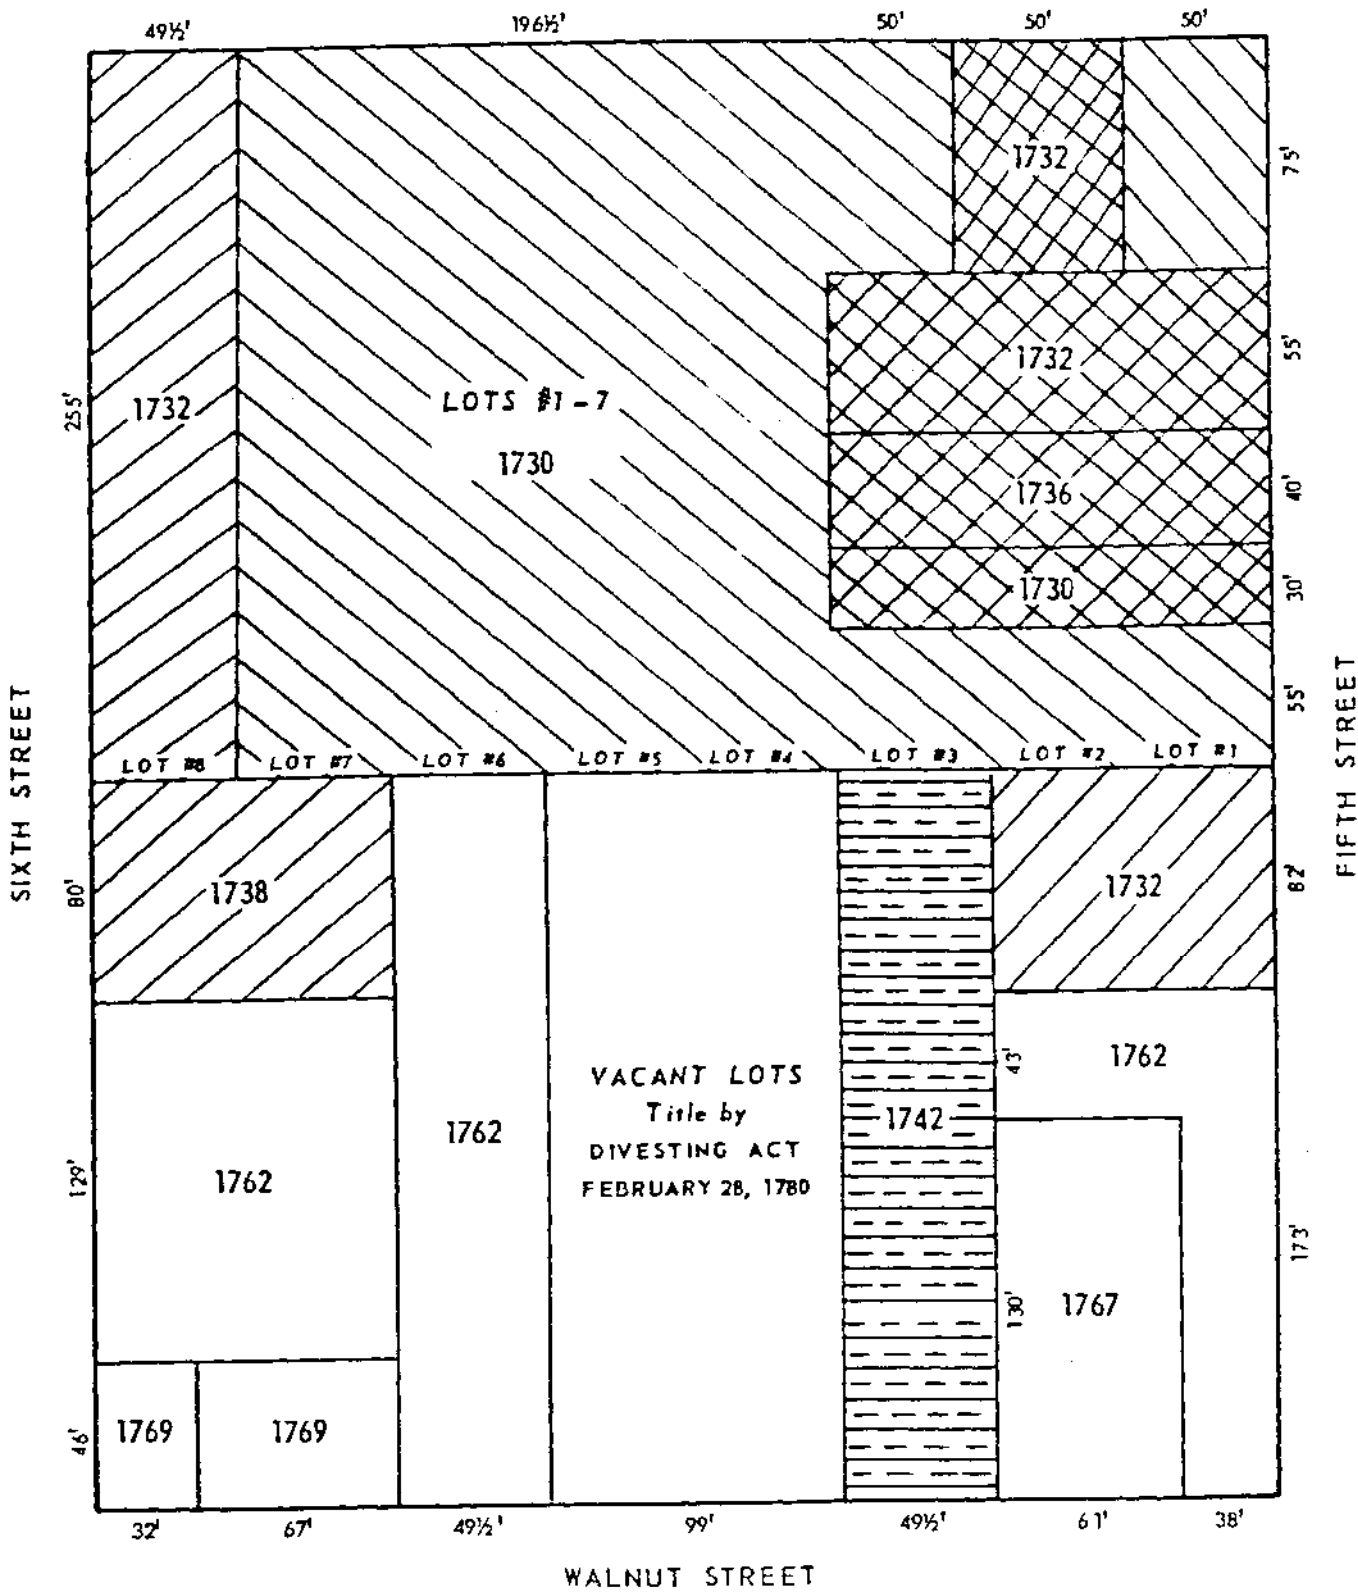 49½' 196½' 50' 50' 50'
1732
75'
1732
55'
255'
1732
LOTS #1-7
1730
1736
40'
1730
30'
55'
SIXTH STREET
FIFTH STREET
LOT #8 LOT #7 LOT #6 LOT #5 LOT #4 LOT #3 LOT #2 LOT #1
80'
1738
1732
82'
43'
1762
VACANT LOTS
Title by
DIVESTING ACT
FEBRUARY 28, 1780
1762
1742
129'
1762
173'
130'
1767
46'
1769
1769
32' 67' 49½' 99' 49½' 61' 38'
WALNUT STREET